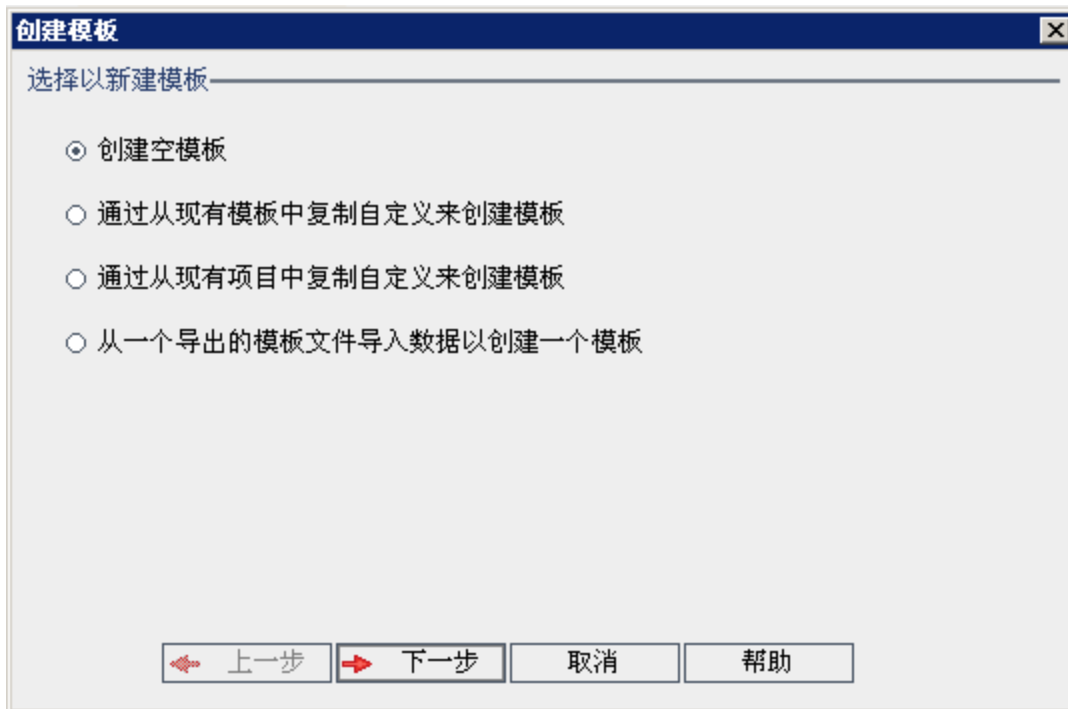 创建模板
选择以新建模板
创建空模板
通过从现有模板中复制自定义来创建模板
通过从现有项目中复制自定义来创建模板
从一个导出的模板文件导入数据以创建一个模板
上一步 下一步 取消 帮助